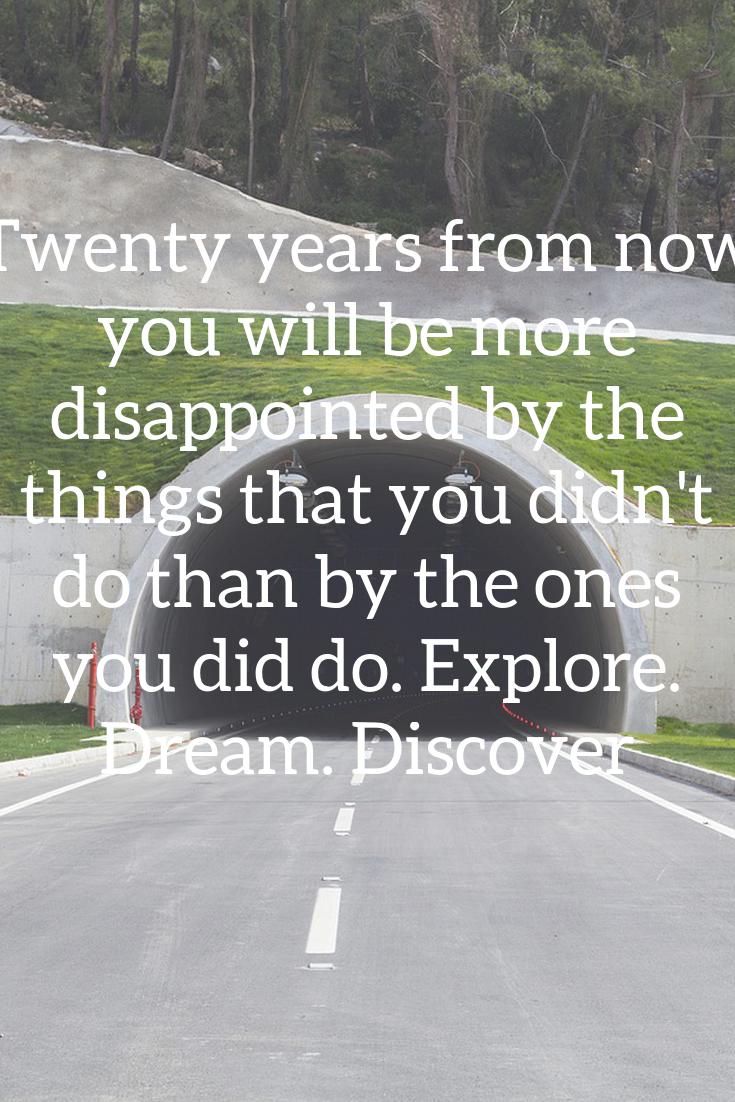 Twenty years from now
you will be more
disappointed by the
things that you didn't
do than by the ones
you did do. Explore.
Dream. Discover